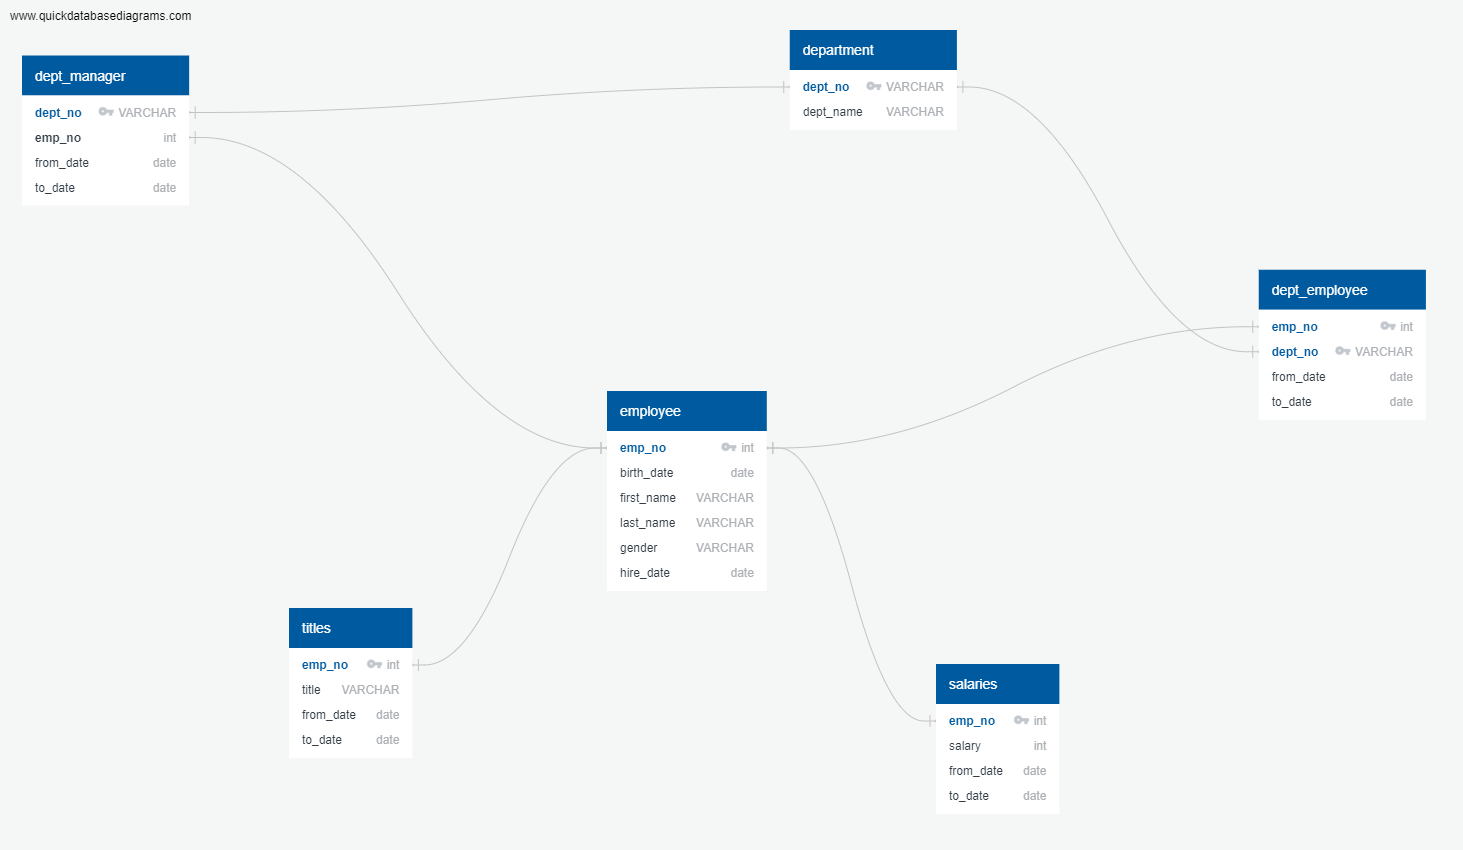 www.quickdatabasediagrams.com
dept_manager
dept_no VARCHAR
emp_no int
from_date date
to_date date
department
dept_no VARCHAR
dept_name VARCHAR
dept_employee
emp_no int
dept_no VARCHAR
from_date date
to_date date
employee
emp_no int
birth_date date
first_name VARCHAR
last_name VARCHAR
gender VARCHAR
hire_date date
titles
emp_no int
title VARCHAR
from_date date
to_date date
salaries
emp_no int
salary int
from_date date
to_date date